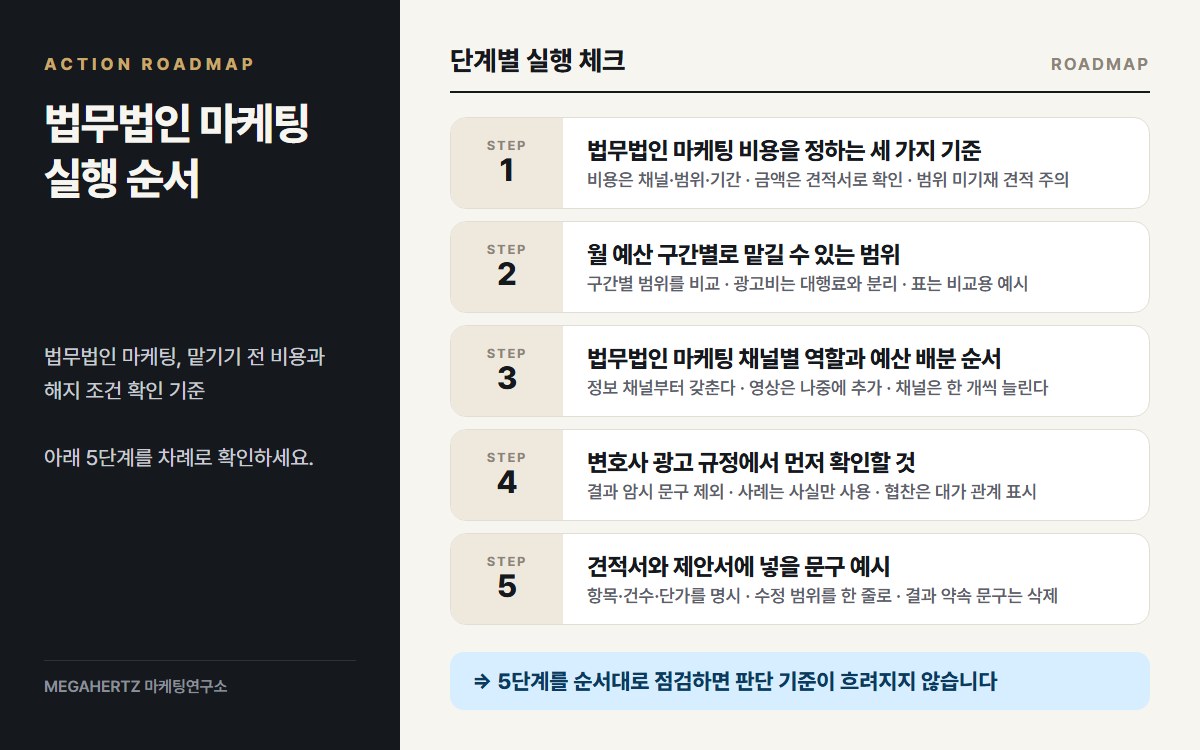 ACTION ROADMAP
법무법인 마케팅
실행 순서
법무법인 마케팅, 맡기기 전 비용과
해지 조건 확인 기준
아래 5단계를 차례로 확인하세요.
MEGAHERTZ 마케팅연구소
단계별 실행 체크
ROADMAP
STEP
1
법무법인 마케팅 비용을 정하는 세 가지 기준
비용은 채널·범위·기간 · 금액은 견적서로 확인 · 범위 미기재 견적 주의
STEP
2
월 예산 구간별로 맡길 수 있는 범위
구간별 범위를 비교 · 광고비는 대행료와 분리 · 표는 비교용 예시
STEP
3
법무법인 마케팅 채널별 역할과 예산 배분 순서
정보 채널부터 갖춘다 · 영상은 나중에 추가 · 채널은 한 개씩 늘린다
STEP
4
변호사 광고 규정에서 먼저 확인할 것
결과 암시 문구 제외 · 사례는 사실만 사용 · 협찬은 대가 관계 표시
STEP
5
견적서와 제안서에 넣을 문구 예시
항목·건수·단가를 명시 · 수정 범위를 한 줄로 · 결과 약속 문구는 삭제
→ 5단계를 순서대로 점검하면 판단 기준이 흐려지지 않습니다